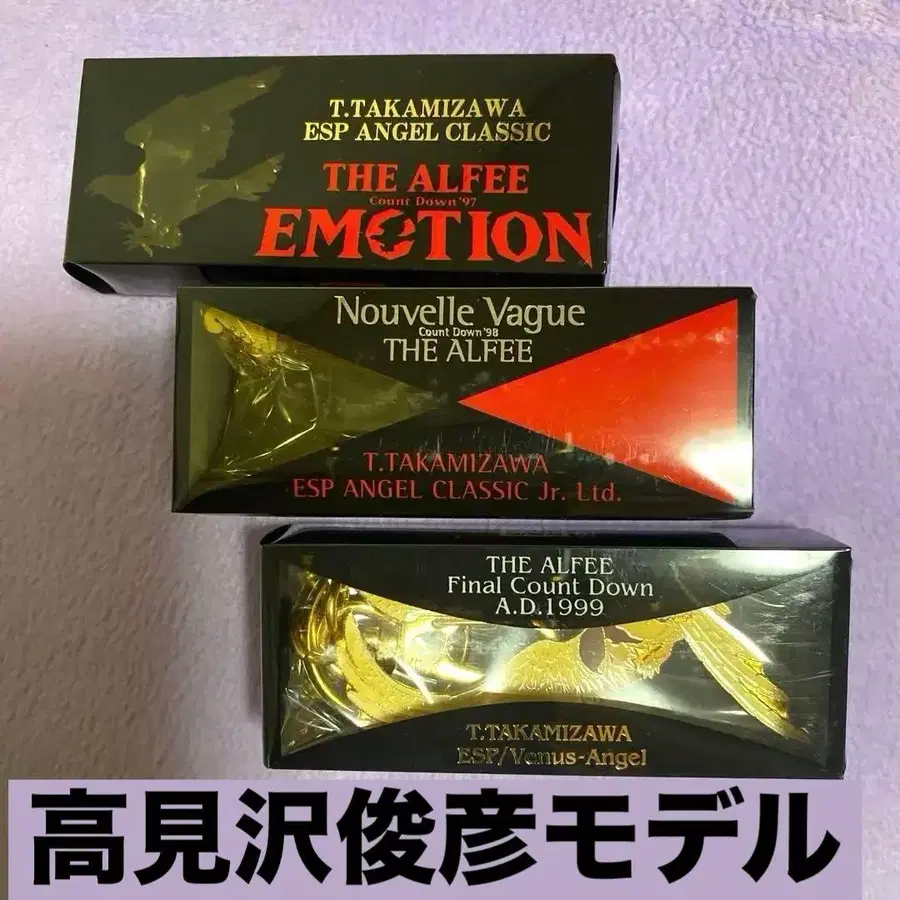 T.TAKAMIZAWA
ESP ANGEL CLASSIC
THE ALFEE
Count Down'97
EMOTION
Nouvelle Vague
Count Down'98
THE ALFEE
T.TAKAMIZAWA
ESP ANGEL CLASSIC Jr. Ltd.
THE ALFEE
Final Count Down
A.D.1999
T.TAKAMIZAWA
ESP/Venus-Angel
高見沢俊彦モデル